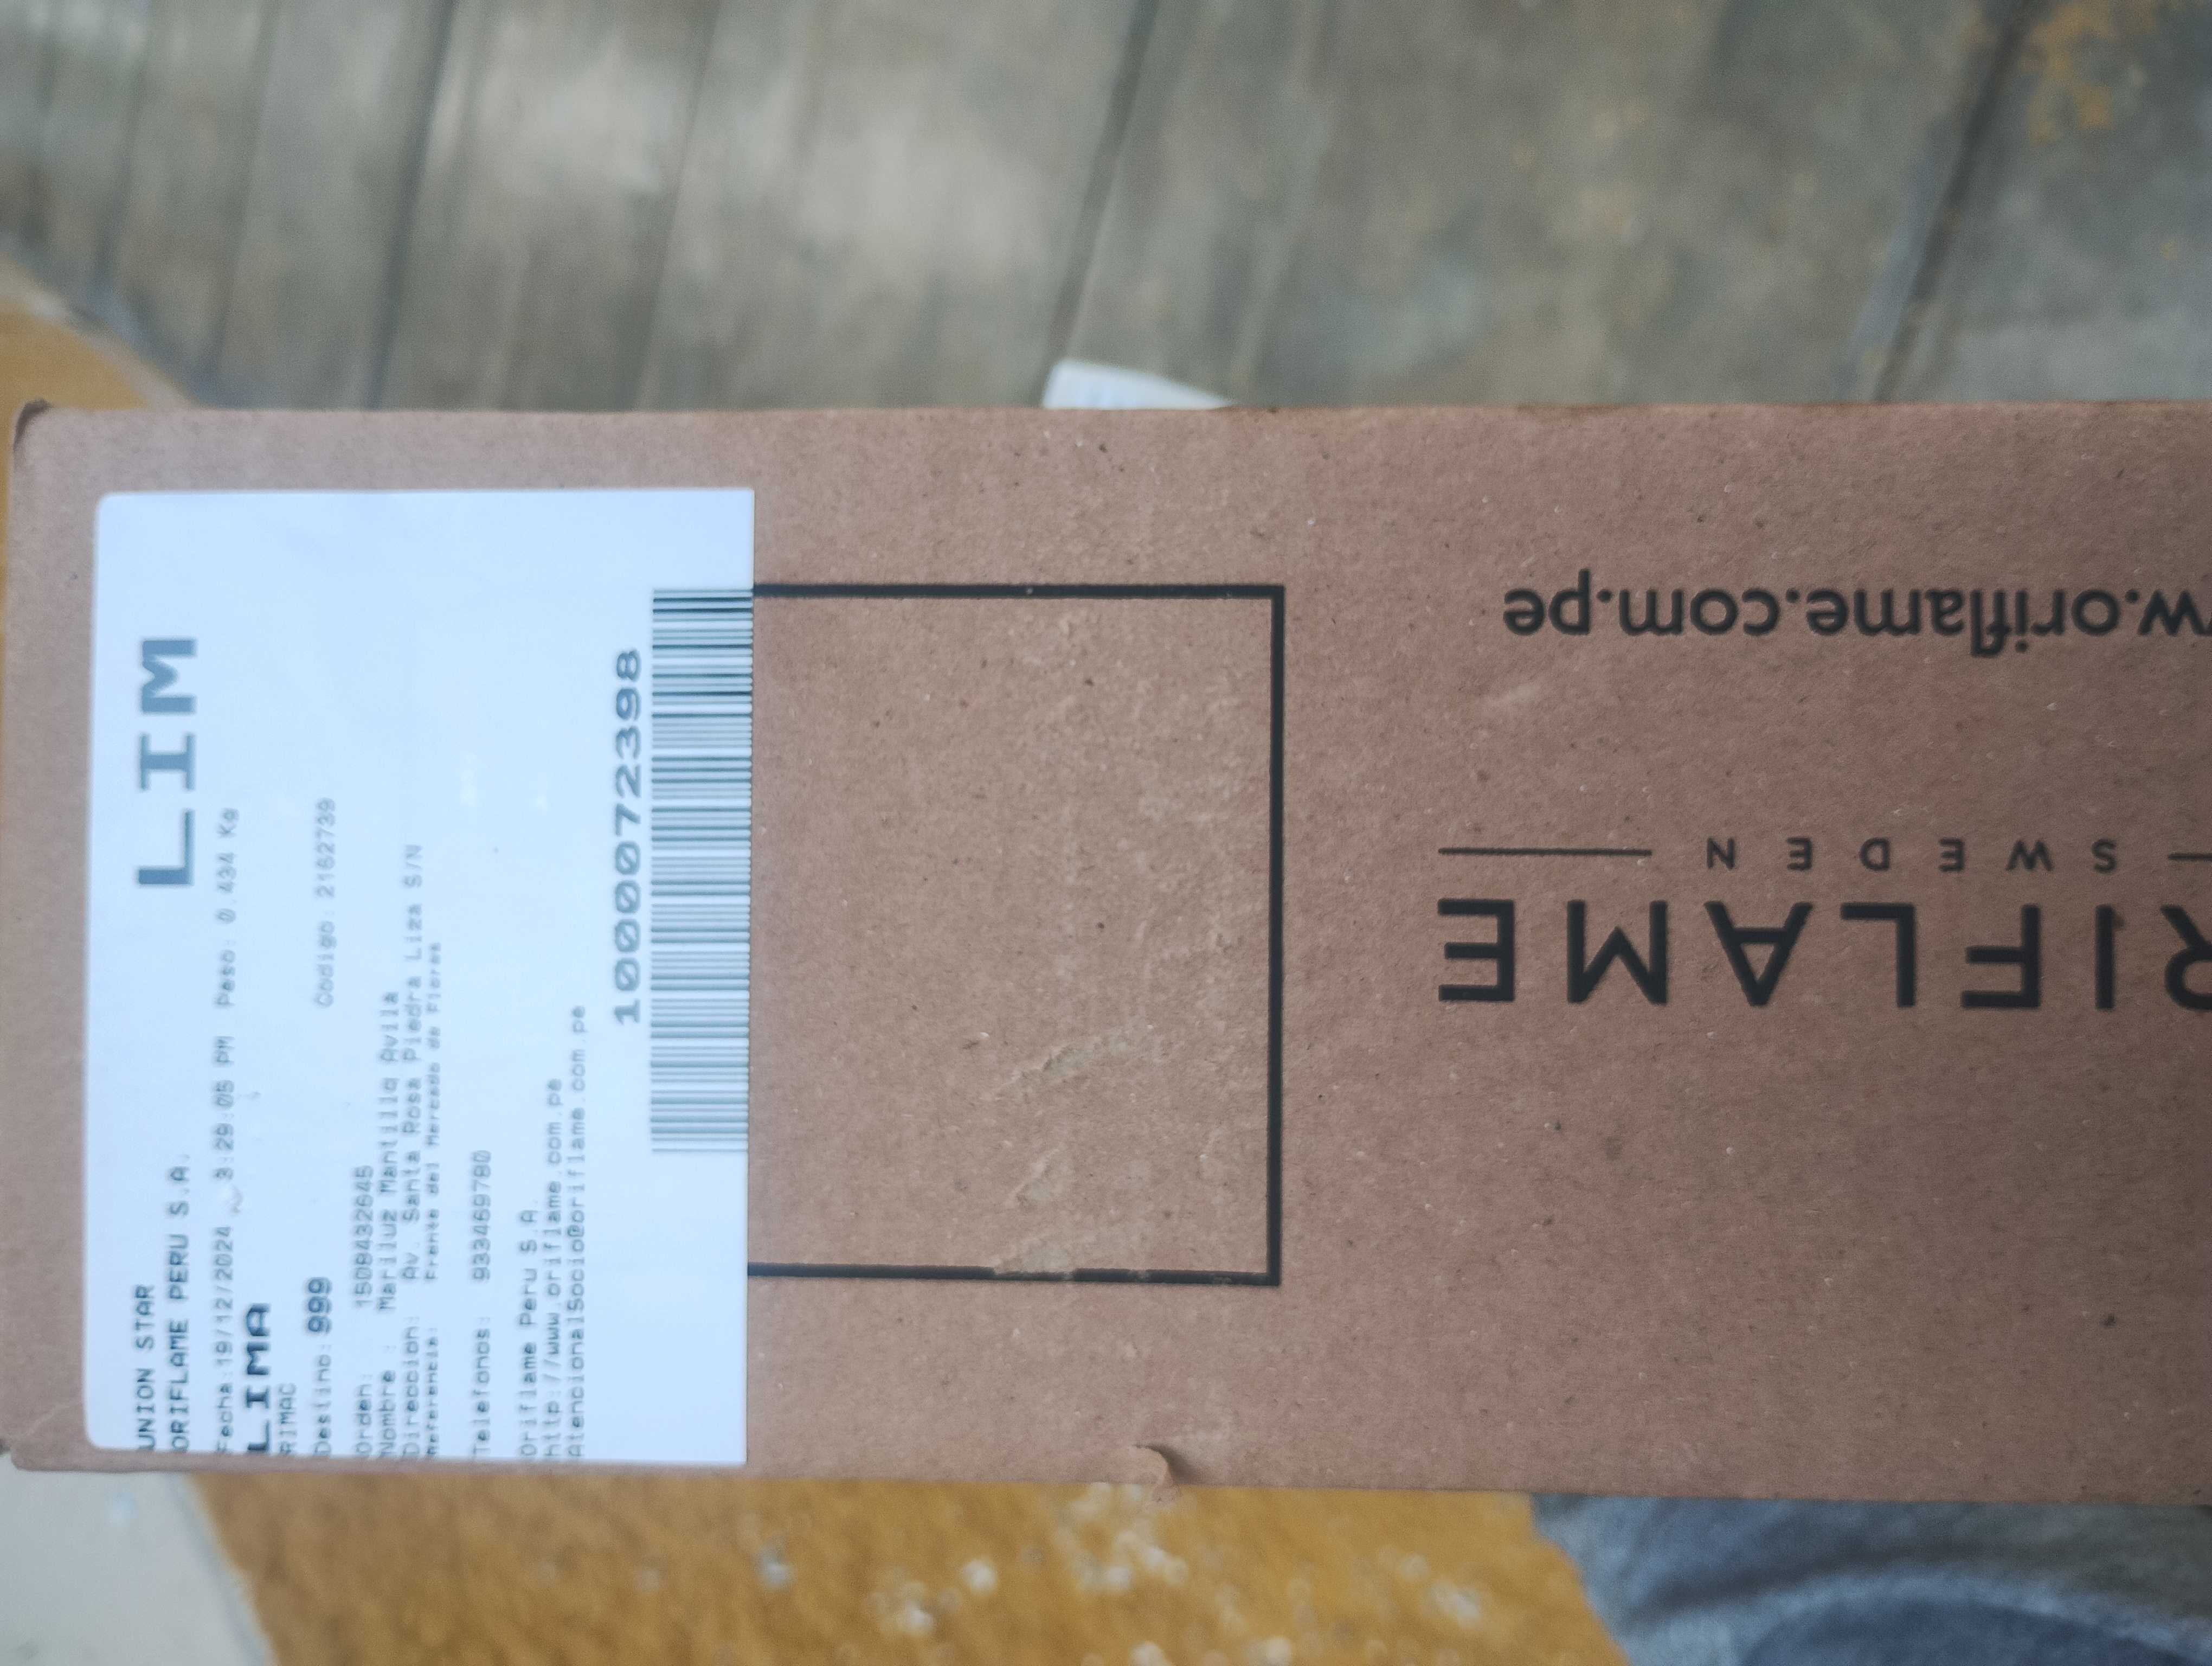 UNION STAR
LIM
ORIFLAME PERU S.A.
Fecha:19/12/2024 3:29:05 PM Peso: 0.434 Kg
LIMA
RIMAC
Destino: 999 Codigo: 2162739
Orden: 1508432645
Nombre : Mariluz Mantilla Avila
Direccion: Av. Santa Rosa Piedra Liza S/N
Referencia: Frente del Mercado de Flores
Telefonos: 933469780
Oriflame Peru S.A.
http://www.oriflame.com.pe
AtencionalSocio@oriflame.com.pe
1000072398
RIFLAME
SWEDEN
w.oriflame.com.pe